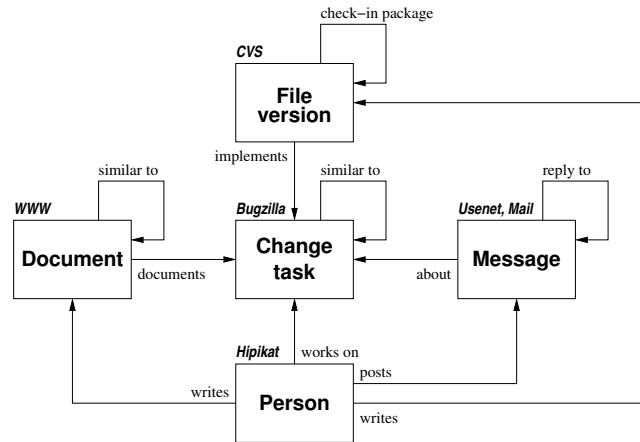 check-in package
CVS
File
version
implements
similar to
similar to
reply to
WWW
Bugzilla
Usenet, Mail
Document
Change
task
Message
documents
about
Hipikat
works on
posts
writes
Person
writes